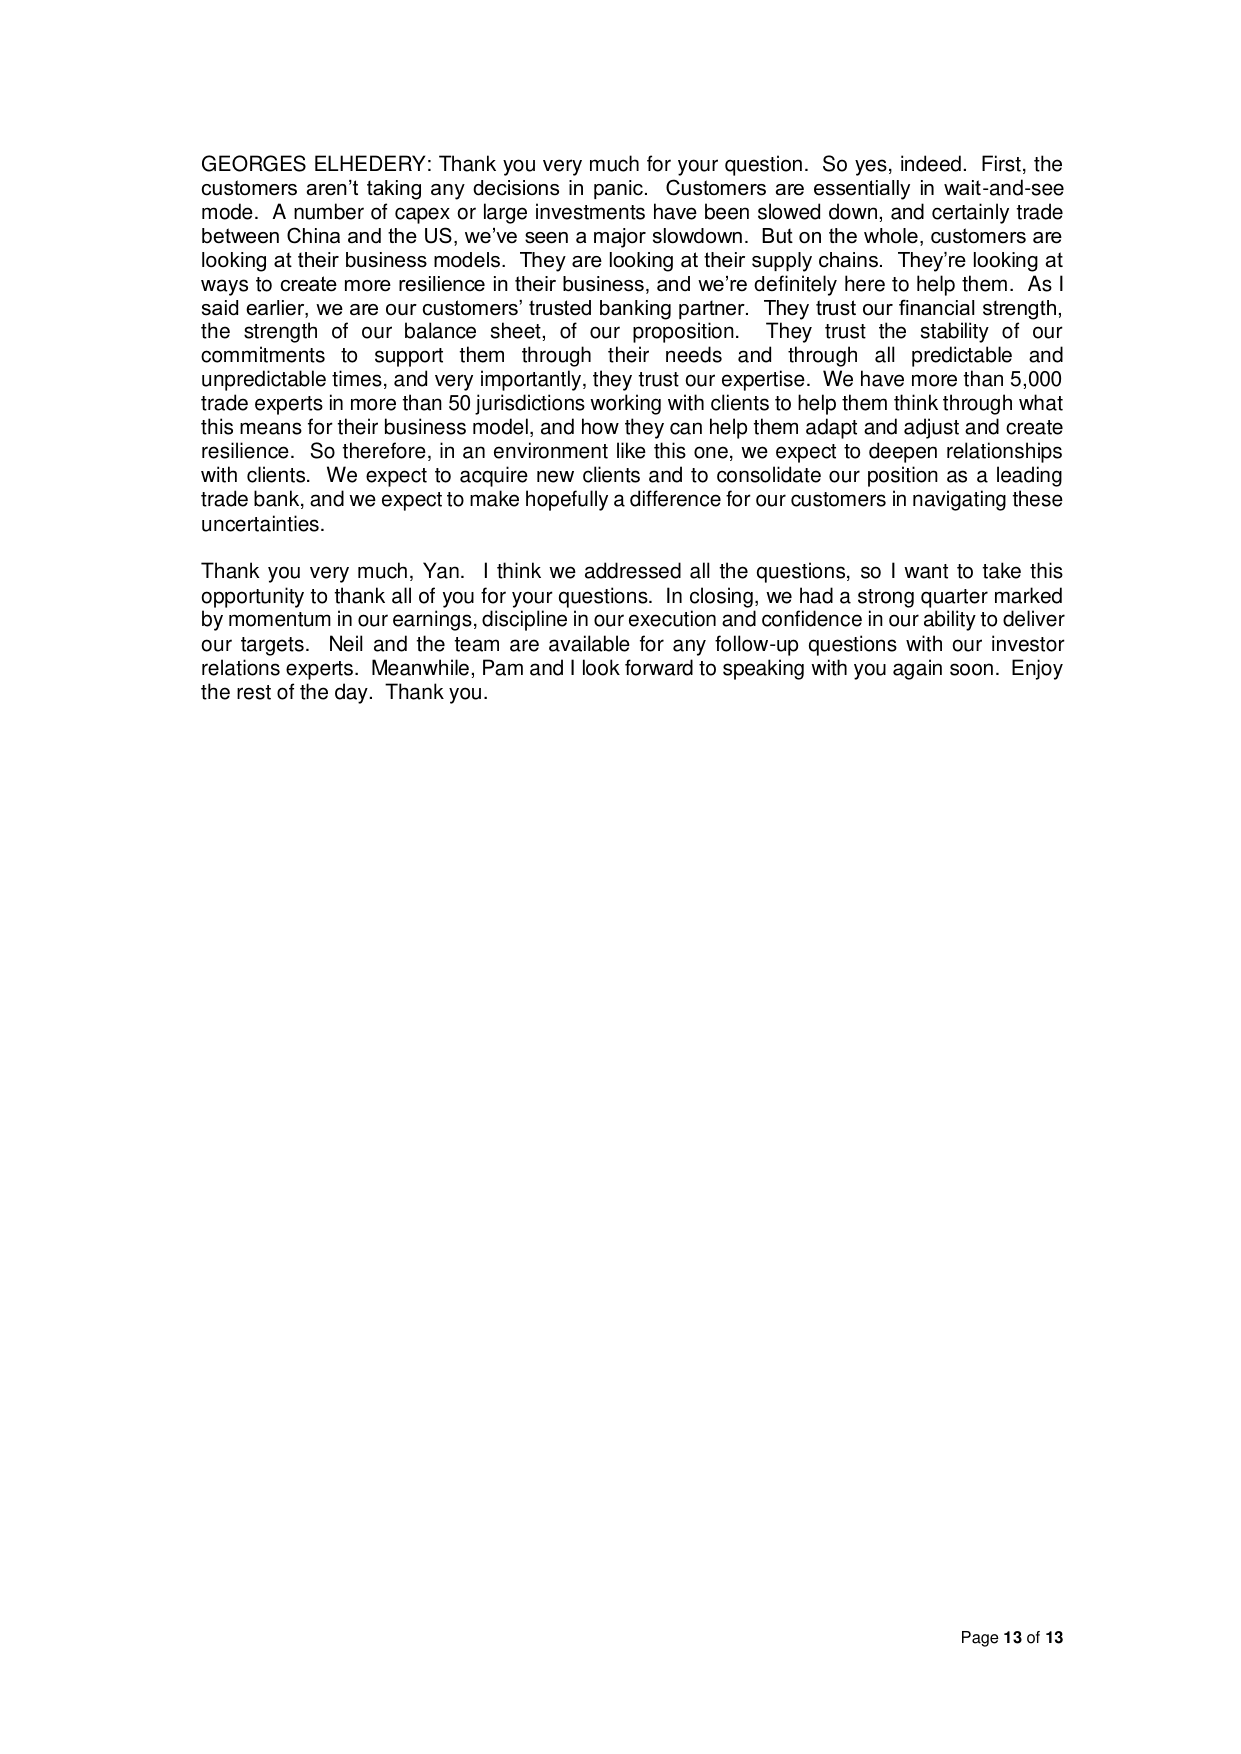 GEORGES ELHEDERY: Thank you very much for your question.  So yes, indeed.  First, the
customers aren’t taking any decisions in panic.  Customers are essentially in wait-and-see
mode.  A number of capex or large investments have been slowed down, and certainly trade
between China and the US, we’ve seen a major slowdown.  But on the whole, customers are
looking at their business models.  They are looking at their supply chains.  They’re looking at
ways to create more resilience in their business, and we’re definitely here to help them.  As I
said earlier, we are our customers’ trusted banking partner.  They trust our financial strength,
the strength of our balance sheet, of our proposition.  They trust the stability of our
commitments to support them through their needs and through all predictable and
unpredictable times, and very importantly, they trust our expertise.  We have more than 5,000
trade experts in more than 50 jurisdictions working with clients to help them think through what
this means for their business model, and how they can help them adapt and adjust and create
resilience.  So therefore, in an environment like this one, we expect to deepen relationships
with clients.  We expect to acquire new clients and to consolidate our position as a leading
trade bank, and we expect to make hopefully a difference for our customers in navigating these
uncertainties.
Thank you very much, Yan.  I think we addressed all the questions, so I want to take this
opportunity to thank all of you for your questions.  In closing, we had a strong quarter marked
by momentum in our earnings, discipline in our execution and confidence in our ability to deliver
our targets.  Neil and the team are available for any follow-up questions with our investor
relations experts.  Meanwhile, Pam and I look forward to speaking with you again soon.  Enjoy
the rest of the day.  Thank you.
Page 13 of 13